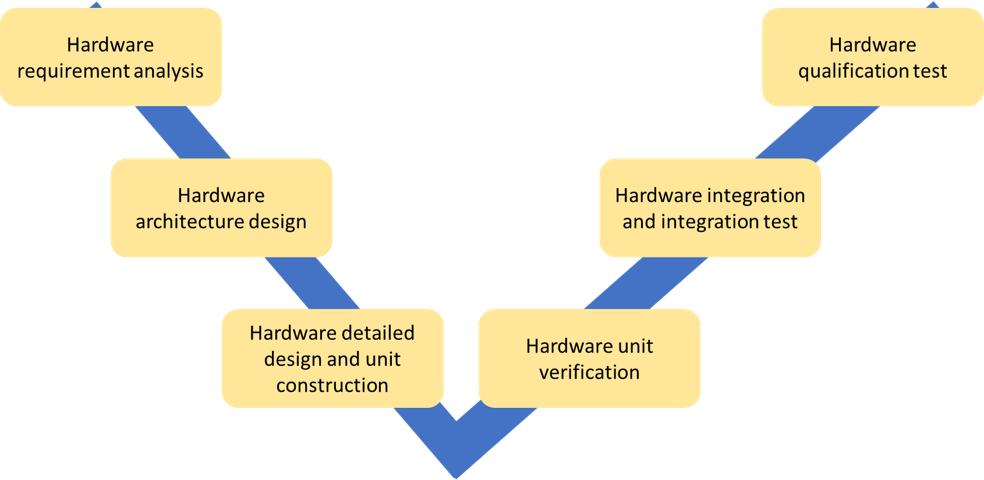 Hardware
requirement analysis
Hardware
qualification test
Hardware
architecture design
Hardware integration
and integration test
Hardware detailed
design and unit
construction
Hardware unit
verification